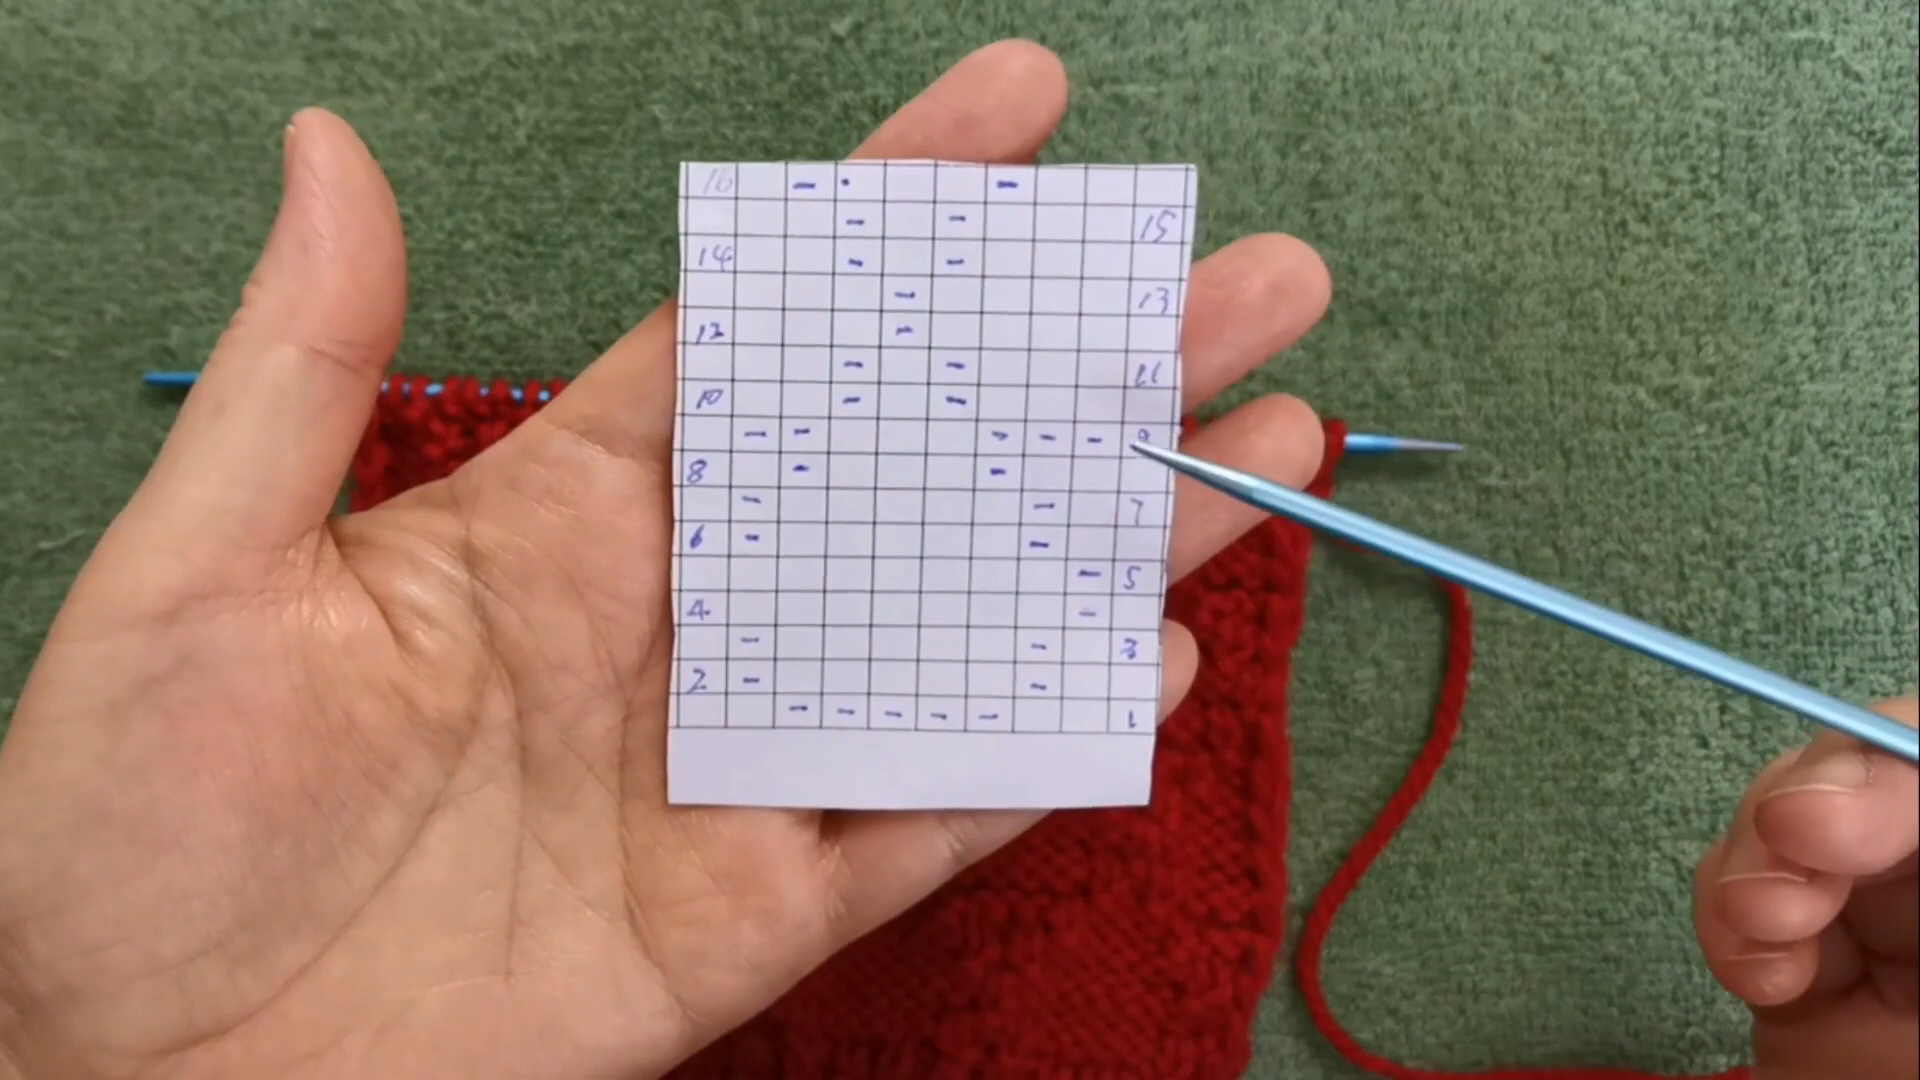 16 - · -
- - 15
14 - -
- 13
12 -
- - 11
10 - -
- - - - - 9
8 - -
- - 7
6 - -
- 5
4 -
- - 3
2 - -
- - - - - 1